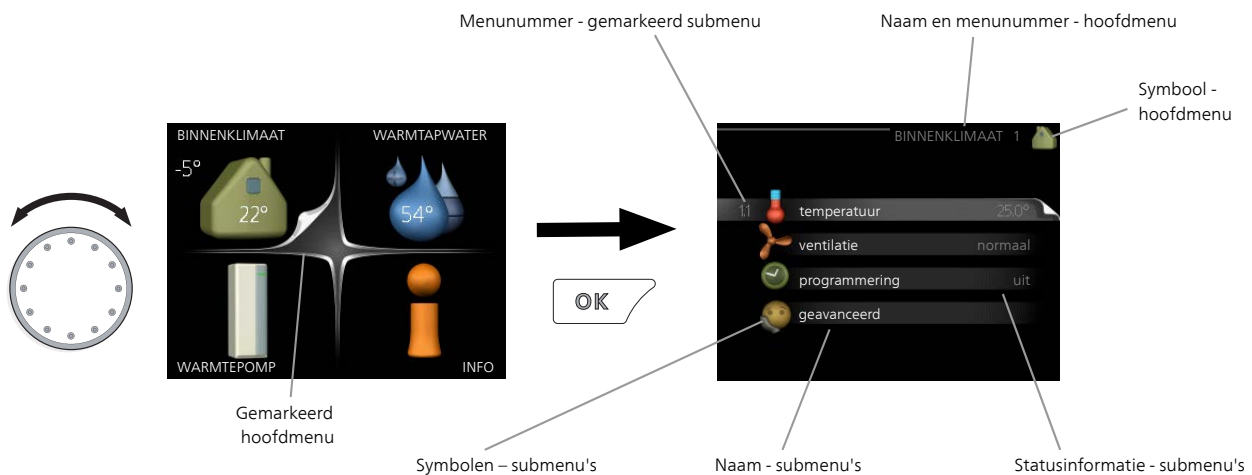 Menunummer - gemarkeerd submenu
Naam en menunummer - hoofdmenu
Symbool -
hoofdmenu
BINNENKLIMAAT
WARMTAPWATER
-5°
22°
54°
WARMTEPOMP
INFO
OK
BINNENKLIMAAT 1
1.1 temperatuur 25.0°
ventilatie normaal
programmering uit
geavanceerd
Gemarkeerd
hoofdmenu
Symbolen – submenu's
Naam - submenu's
Statusinformatie - submenu's